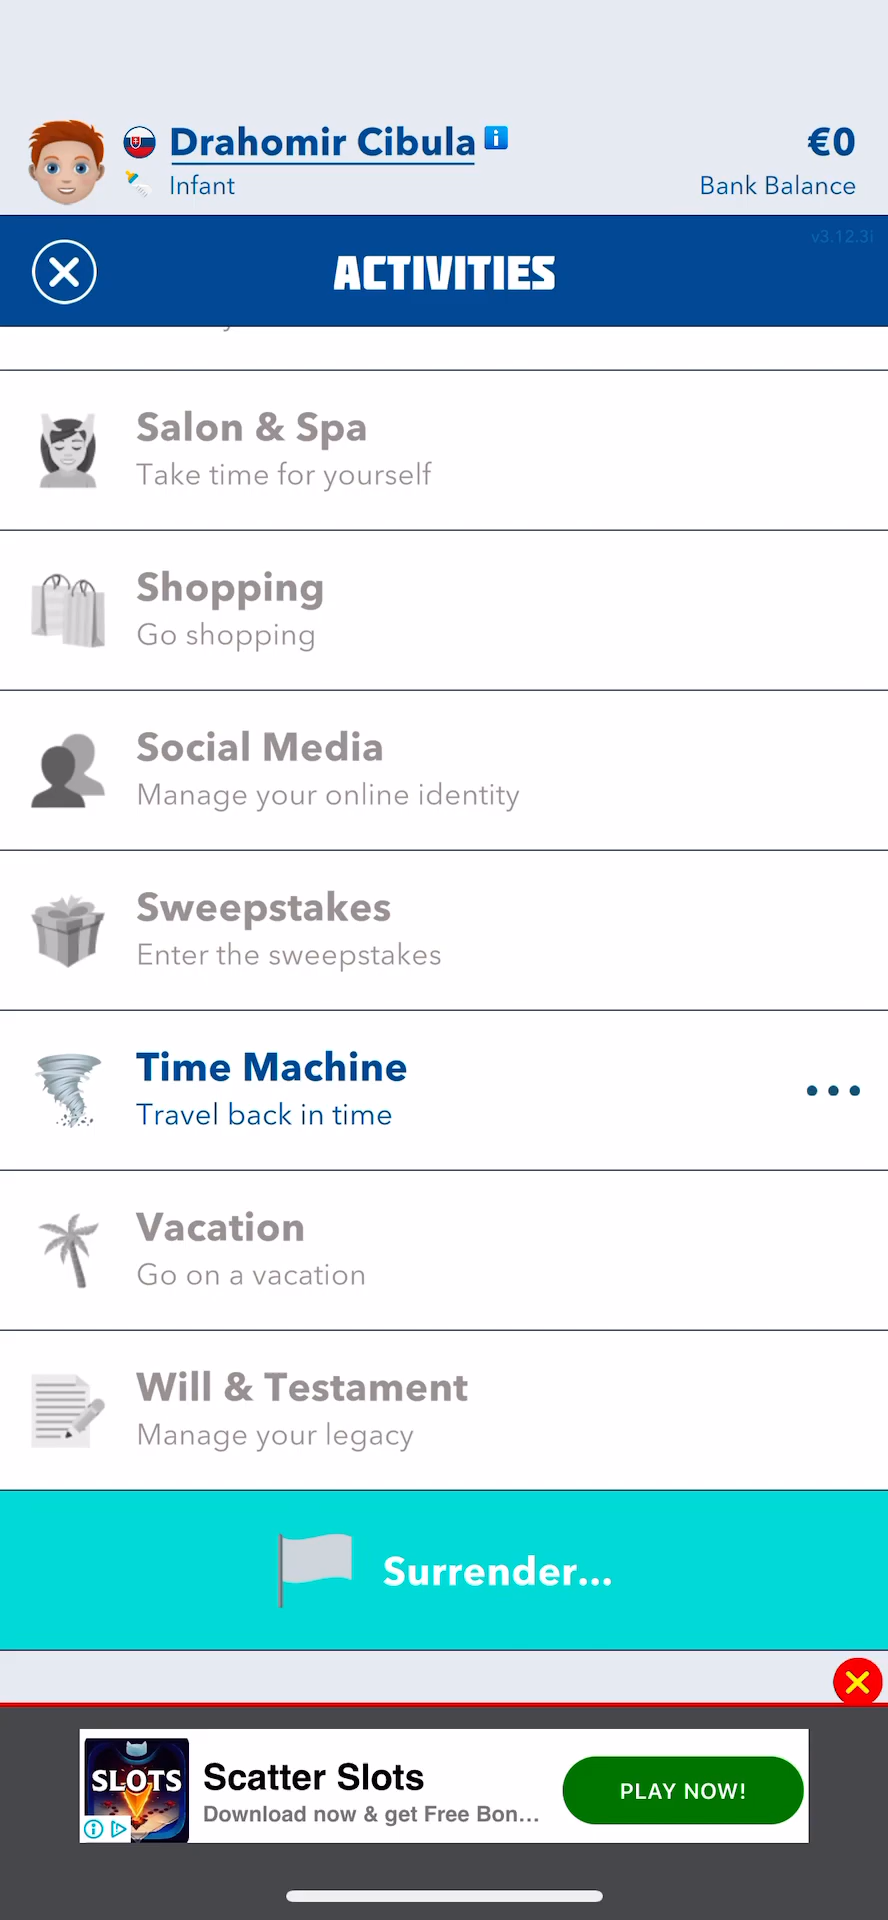 Drahomir Cibula
€0
Infant
Bank Balance
v3.12.3i
ACTIVITIES
Salon & Spa
Take time for yourself
Shopping
Go shopping
Social Media
Manage your online identity
Sweepstakes
Enter the sweepstakes
Time Machine
Travel back in time
Vacation
Go on a vacation
Will & Testament
Manage your legacy
Surrender...
SLOTS
Scatter Slots
Download now & get Free Bon...
PLAY NOW!